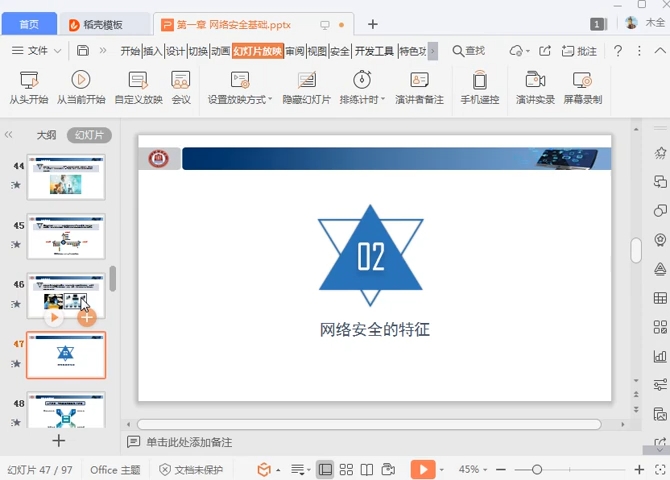 首页 稻壳模板 第一章 网络安全基础.pptx 1 木全
文件 开始 插入 设计 切换 动画 幻灯片放映 审阅 视图 安全 开发工具 特色功 查找 批注
从头开始 从当前开始 自定义放映 会议 设置放映方式 隐藏幻灯片 排练计时 演讲者备注 手机遥控 演讲实录 屏幕录制
大纲 幻灯片
44
45
46
47
48
02
网络安全的特征
单击此处添加备注
幻灯片 47 / 97 Office 主题 文档未保护 45%